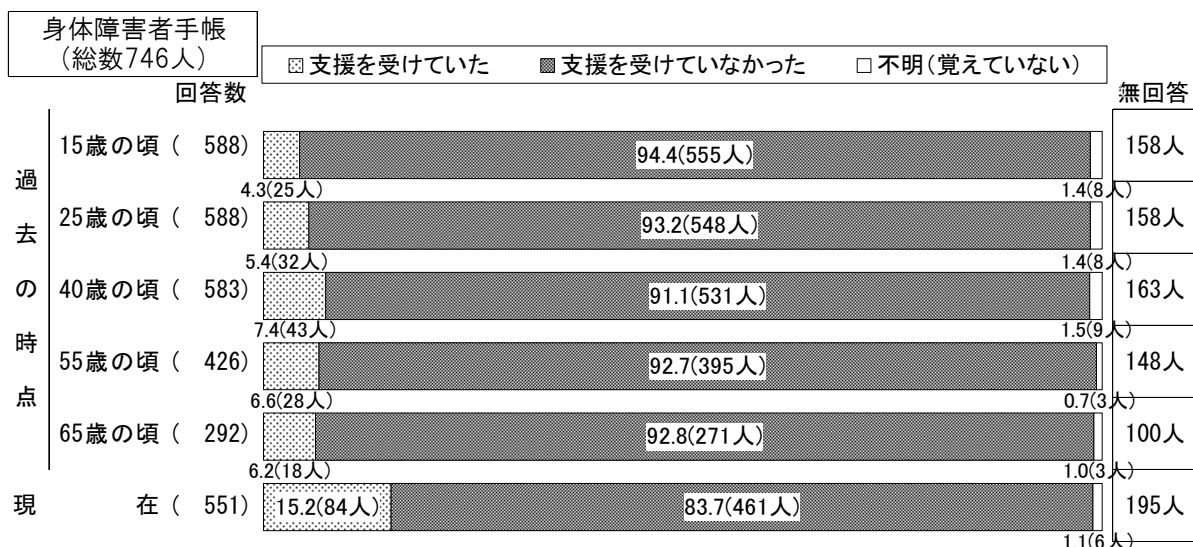 身体障害者手帳
(総数746人)
支援を受けていた 支援を受けていなかった 不明(覚えていない)
回答数 無回答
過去の時点
15歳の頃 ( 588) 94.4(555人) 158人
4.3(25人) 1.4(8人)
25歳の頃 ( 588) 93.2(548人) 158人
5.4(32人) 1.4(8人)
40歳の頃 ( 583) 91.1(531人) 163人
7.4(43人) 1.5(9人)
55歳の頃 ( 426) 92.7(395人) 148人
6.6(28人) 0.7(3人)
65歳の頃 ( 292) 92.8(271人) 100人
6.2(18人) 1.0(3人)
現在 ( 551) 15.2(84人) 83.7(461人) 195人
1.1(6人)